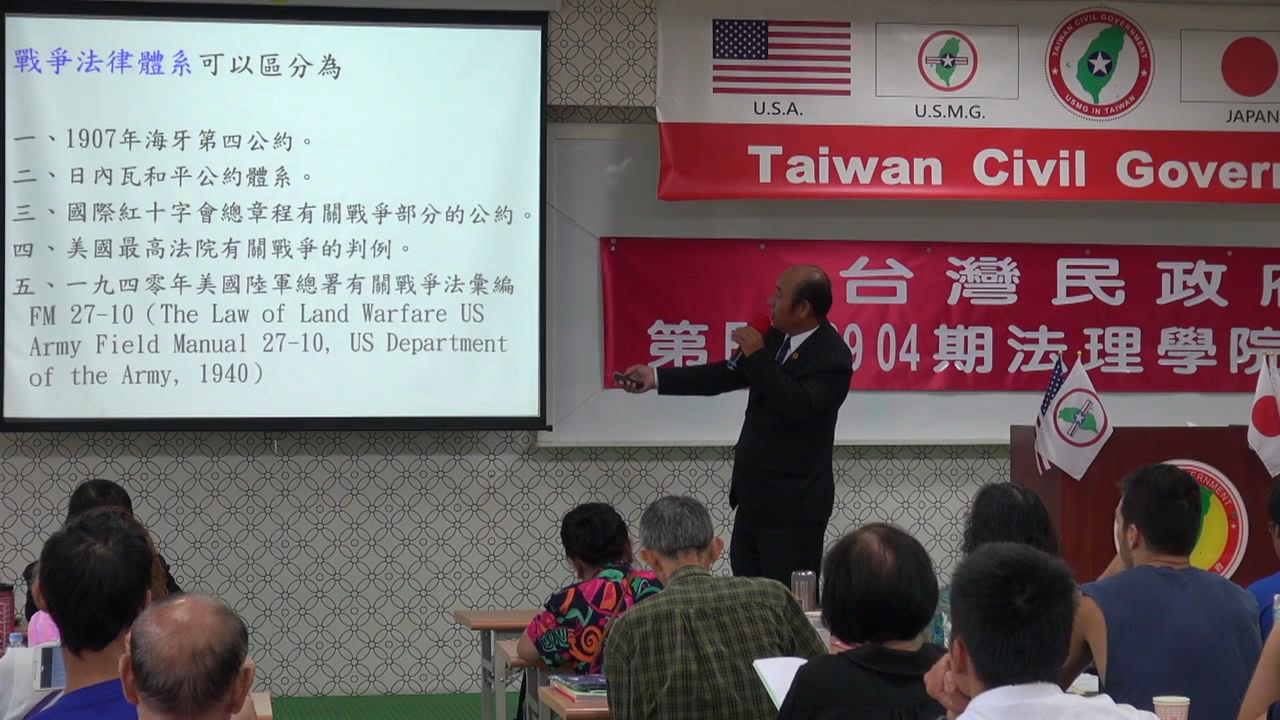 戰爭法律體系可以區分為
一、1907年海牙第四公約。
二、日內瓦和平公約體系。
三、國際紅十字會總章程有關戰爭部分的公約。
四、美國最高法院有關戰爭的判例。
五、一九四零年美國陸軍總署有關戰爭法彙編
FM 27-10（The Law of Land Warfare US
Army Field Manual 27-10, US Department
of the Army, 1940）
U.S.A.
U.S.M.G.
TAIWAN CIVIL GOVERNMENT
USMG IN TAIWAN
JAPAN
Taiwan Civil Govern
台灣民政府
第 904期法理學院